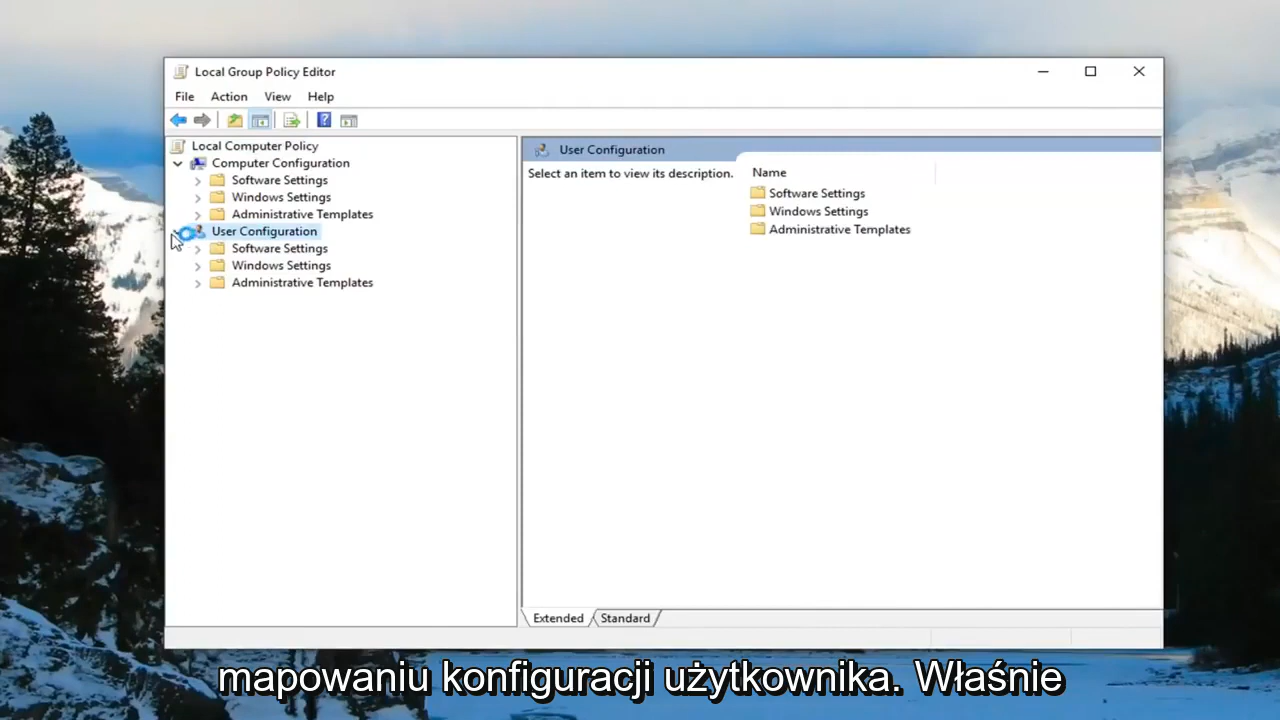 Local Group Policy Editor
File Action View Help
Local Computer Policy
Computer Configuration
Software Settings
Windows Settings
Administrative Templates
User Configuration
Software Settings
Windows Settings
Administrative Templates
User Configuration
Select an item to view its description.
Name
Software Settings
Windows Settings
Administrative Templates
Extended Standard
mapowaniu konfiguracji użytkownika. Właśnie